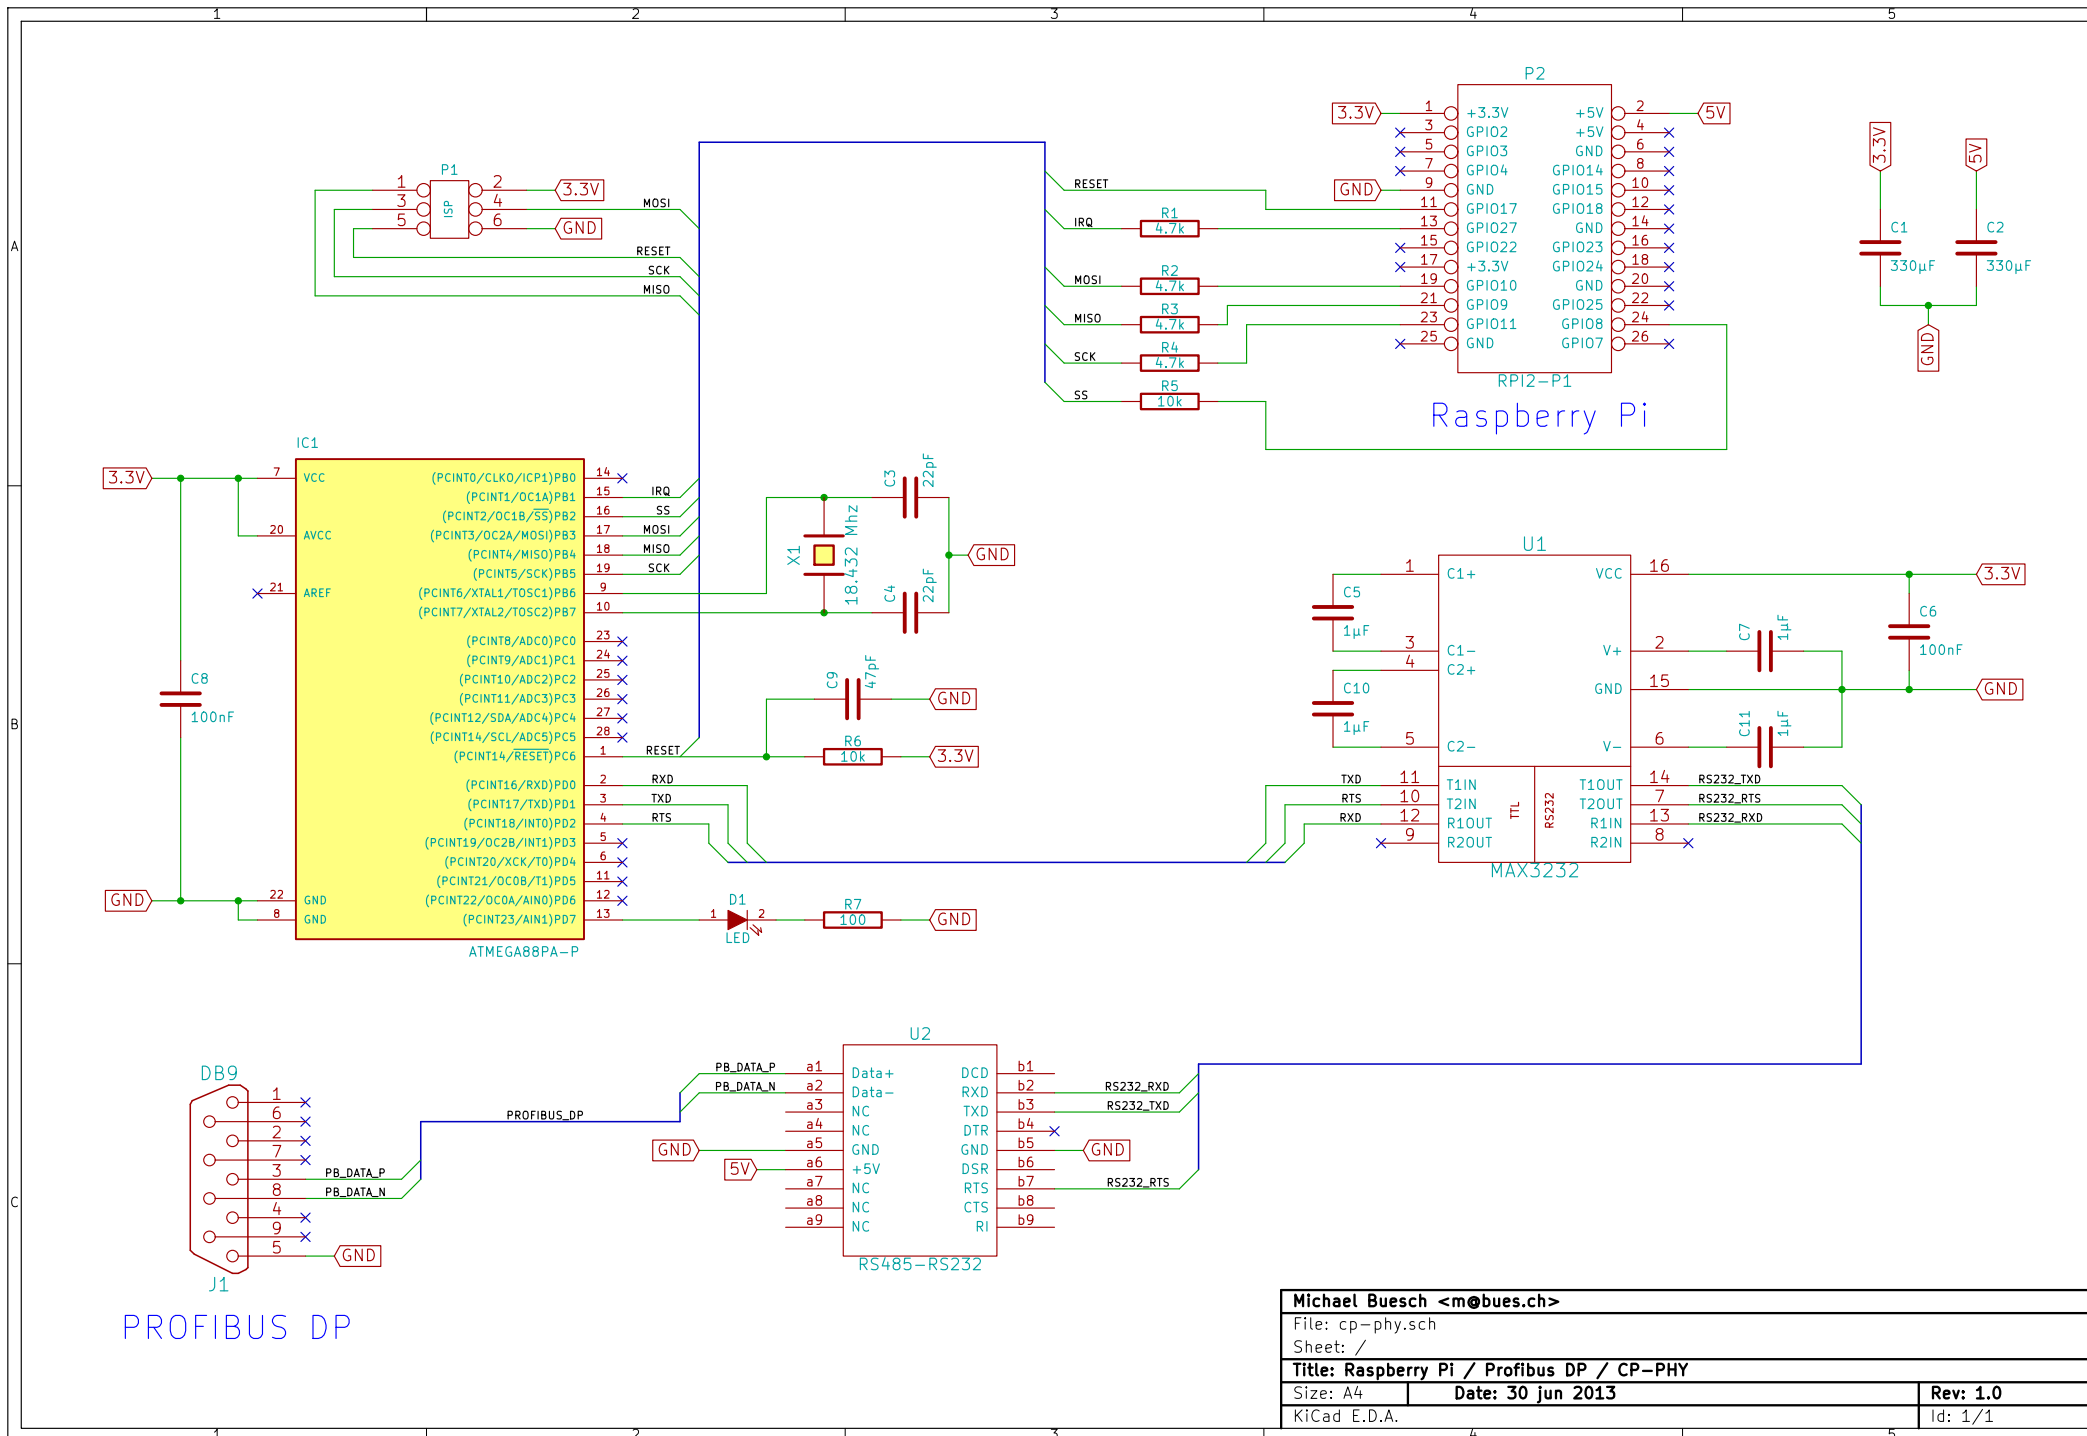 1 2 3 4 5
A
B
C
P1
ISP
1 2 3.3V
3 4 MOSI
5 6 GND
RESET
SCK
MISO
P2
3.3V 1 +3.3V +5V 2 5V
3 GPIO2 +5V 4
5 GPIO3 GND 6
7 GPIO4 GPIO14 8
GND 9 GND GPIO15 10
RESET 11 GPIO17 GPIO18 12
IRQ R1 4.7k 13 GPIO27 GND 14
15 GPIO22 GPIO23 16
17 +3.3V GPIO24 18
MOSI R2 4.7k 19 GPIO10 GND 20
21 GPIO9 GPIO25 22
MISO R3 4.7k 23 GPIO11 GPIO8 24
25 GND GPIO7 26
SCK R4 4.7k
SS R5 10k
RPI2-P1
Raspberry Pi
3.3V 5V
C1 C2
330µF 330µF
GND
IC1
3.3V 7 VCC (PCINT0/CLKO/ICP1)PB0 14
(PCINT1/OC1A)PB1 15 IRQ
(PCINT2/OC1B/SS)PB2 16 SS
20 AVCC (PCINT3/OC2A/MOSI)PB3 17 MOSI
(PCINT4/MISO)PB4 18 MISO
(PCINT5/SCK)PB5 19 SCK
21 AREF (PCINT6/XTAL1/TOSC1)PB6 9
(PCINT7/XTAL2/TOSC2)PB7 10
(PCINT8/ADC0)PC0 23
(PCINT9/ADC1)PC1 24
(PCINT10/ADC2)PC2 25
(PCINT11/ADC3)PC3 26
(PCINT12/SDA/ADC4)PC4 27
(PCINT14/SCL/ADC5)PC5 28
(PCINT14/RESET)PC6 1 RESET
(PCINT16/RXD)PD0 2 RXD
(PCINT17/TXD)PD1 3 TXD
(PCINT18/INT0)PD2 4 RTS
(PCINT19/OC2B/INT1)PD3 5
(PCINT20/XCK/T0)PD4 6
(PCINT21/OC0B/T1)PD5 11
GND 22 GND (PCINT22/OC0A/AIN0)PD6 12
8 GND (PCINT23/AIN1)PD7 13
ATMEGA88PA-P
C8
100nF
C3 22pF
X1 18.432 Mhz
GND
C4 22pF
C9 47pF GND
R6 10k 3.3V
D1
1 2
LED
R7 100 GND
U1
1 C1+ VCC 16 3.3V
C5
1µF
3 C1- V+ 2 C7 1µF
C6
100nF
4 C2+
C10
1µF
GND 15 GND
5 C2- V- 6 C11 1µF
TXD 11 T1IN T1OUT 14 RS232_TXD
RTS 10 T2IN T2OUT 7 RS232_RTS
RXD 12 R1OUT R1IN 13 RS232_RXD
9 R2OUT R2IN 8
TTL RS232
MAX3232
DB9
1
6
2
7
3 PB_DATA_P
8 PB_DATA_N
4
9
5 GND
J1
PROFIBUS DP
PROFIBUS_DP
U2
PB_DATA_P a1 Data+ DCD b1
PB_DATA_N a2 Data- RXD b2 RS232_RXD
a3 NC TXD b3 RS232_TXD
a4 NC DTR b4
GND a5 GND GND b5 GND
5V a6 +5V DSR b6
a7 NC RTS b7 RS232_RTS
a8 NC CTS b8
a9 NC RI b9
RS485-RS232
Michael Buesch <m@bues.ch>
File: cp-phy.sch
Sheet: /
Title: Raspberry Pi / Profibus DP / CP-PHY
Size: A4 Date: 30 jun 2013 Rev: 1.0
KiCad E.D.A. Id: 1/1
1 2 3 4 5